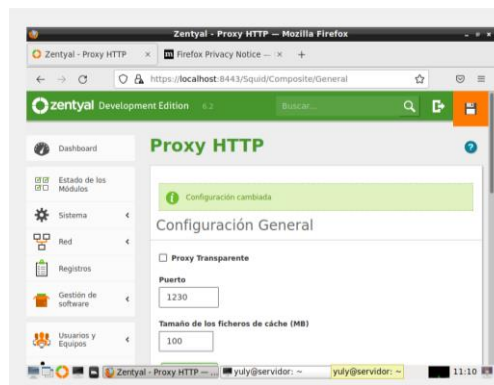 Zentyal - Proxy HTTP — Mozilla Firefox
Zentyal - Proxy HTTP × Firefox Privacy Notice — × +
https://localhost:8443/Squid/Composite/General
zentyal Development Edition 6.2 Buscar...
Dashboard
Estado de los
Módulos
Sistema
Red
Registros
Gestión de
software
Usuarios y
Equipos
Proxy HTTP
Configuración cambiada
Configuración General
Proxy Transparente
Puerto
1230
Tamaño de los ficheros de cáche (MB)
100
Zentyal - Proxy HTTP — ... yuly@servidor: ~ yuly@servidor: ~ 11:10